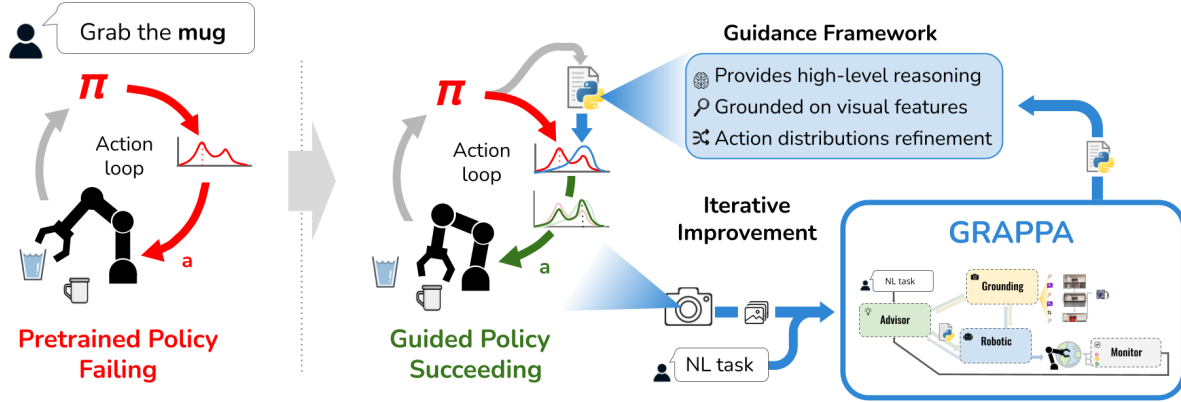 Grab the mug
π
Action
loop
a
Pretrained Policy
Failing
π
Action
loop
a
Guided Policy
Succeeding
Guidance Framework
Provides high-level reasoning
Grounded on visual features
Action distributions refinement
Iterative
Improvement
NL task
GRAPPA
NL task
Grounding
Advisor
Robotic
Monitor